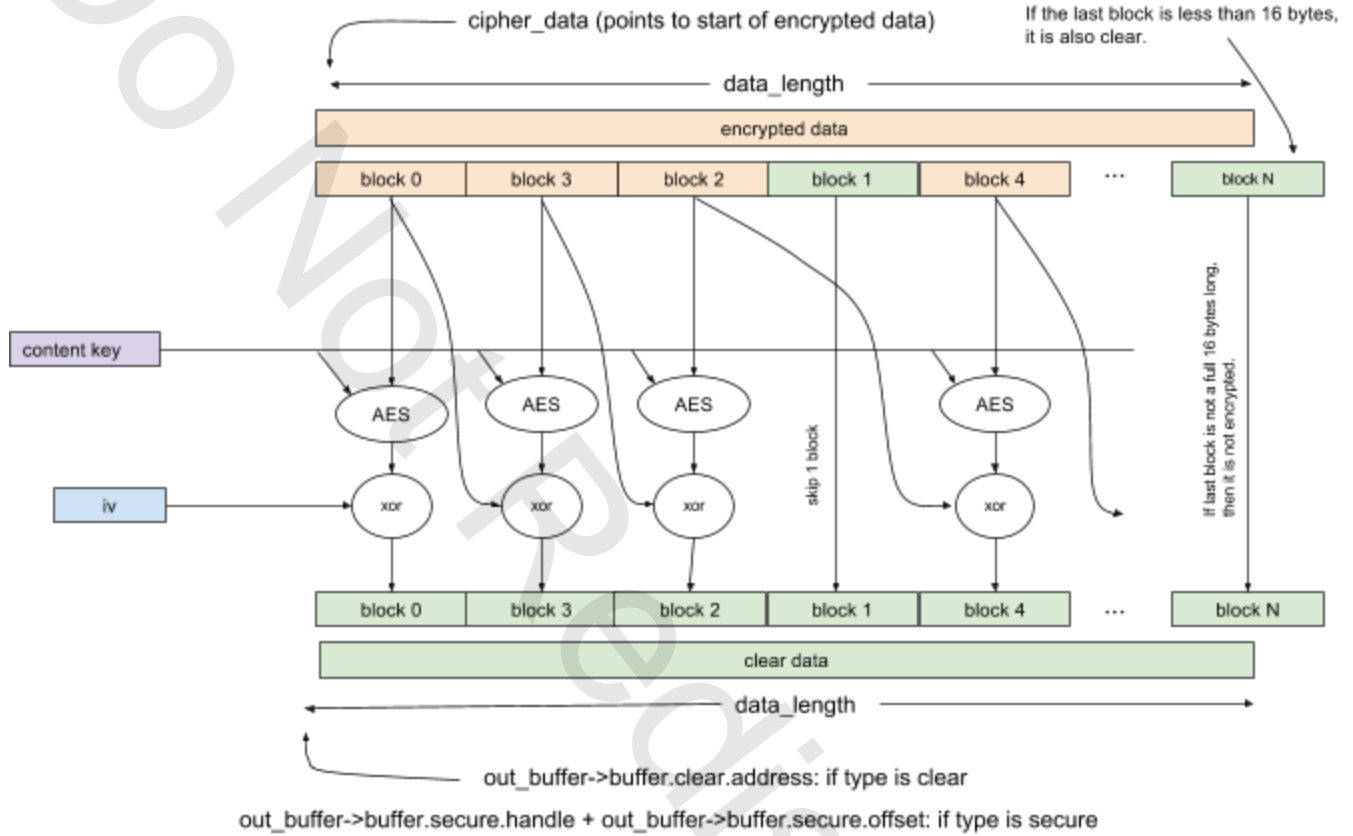 cipher_data (points to start of encrypted data)
If the last block is less than 16 bytes,
it is also clear.
data_length
encrypted data
block 0 block 3 block 2 block 1 block 4 ... block N
content key
AES AES AES AES
skip 1 block
If last block is not a full 16 bytes long,
then it is not encrypted.
iv
xor xor xor xor
block 0 block 3 block 2 block 1 block 4 ... block N
clear data
data_length
out_buffer->buffer.clear.address: if type is clear
out_buffer->buffer.secure.handle + out_buffer->buffer.secure.offset: if type is secure